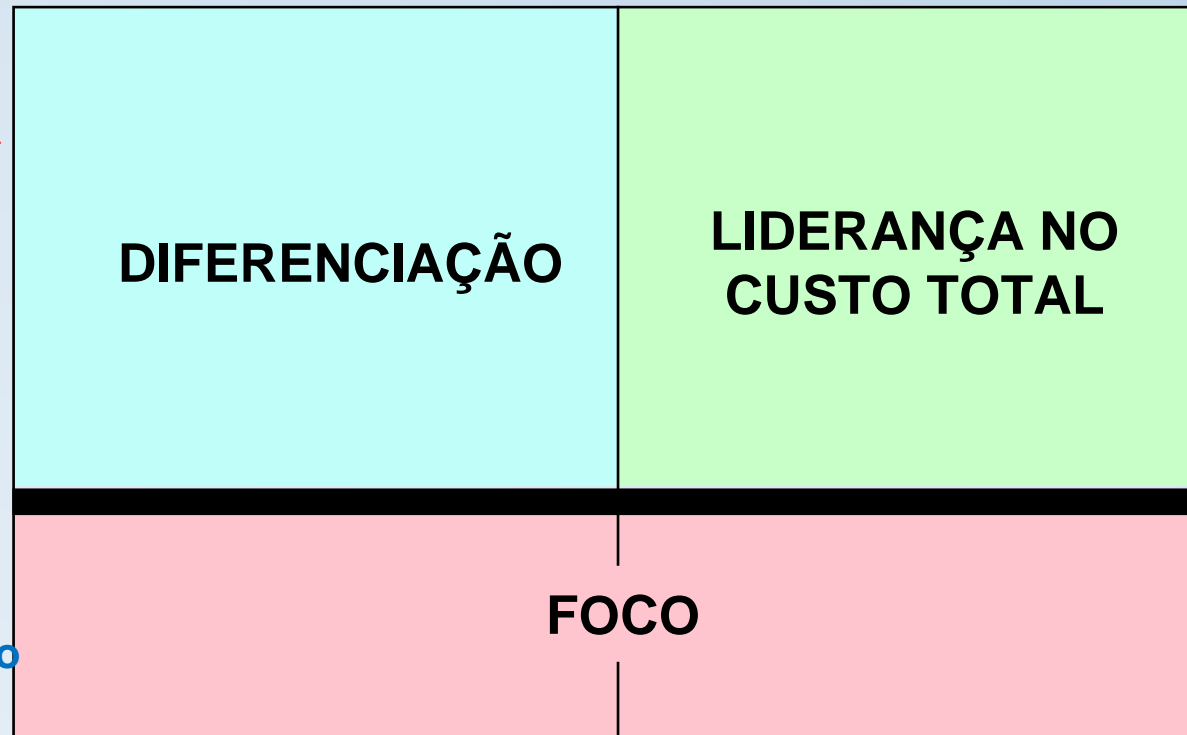 DIFERENCIAÇÃO
LIDERANÇA NO
CUSTO TOTAL
FOCO
o